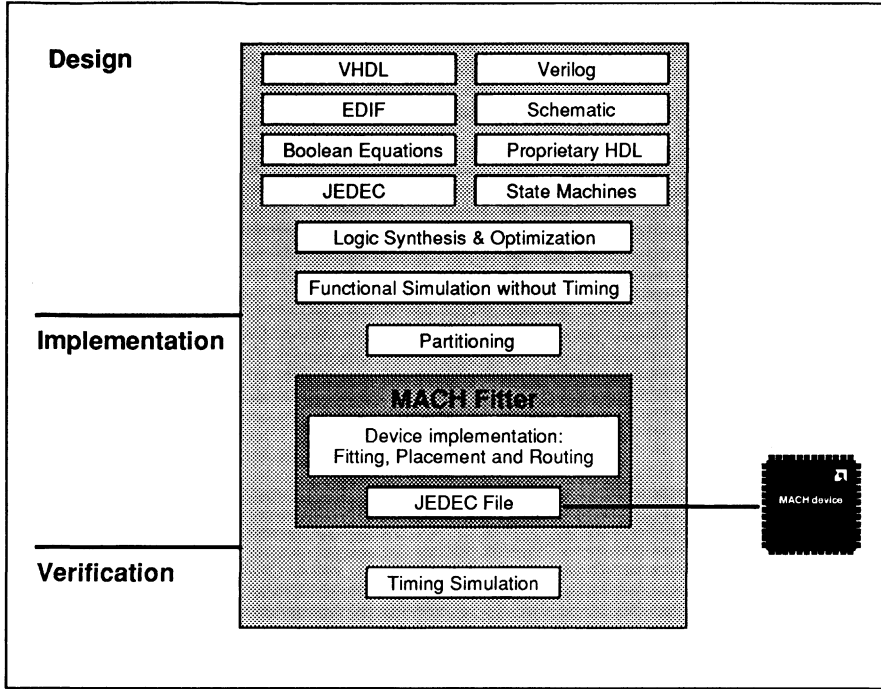 Design
VHDL
Verilog
EDIF
Schematic
Boolean Equations
Proprietary HDL
JEDEC
State Machines
Logic Synthesis & Optimization
Functional Simulation without Timing
Implementation
Partitioning
MACH Fitter
Device implementation:
Fitting, Placement and Routing
JEDEC File
MACH device
Verification
Timing Simulation